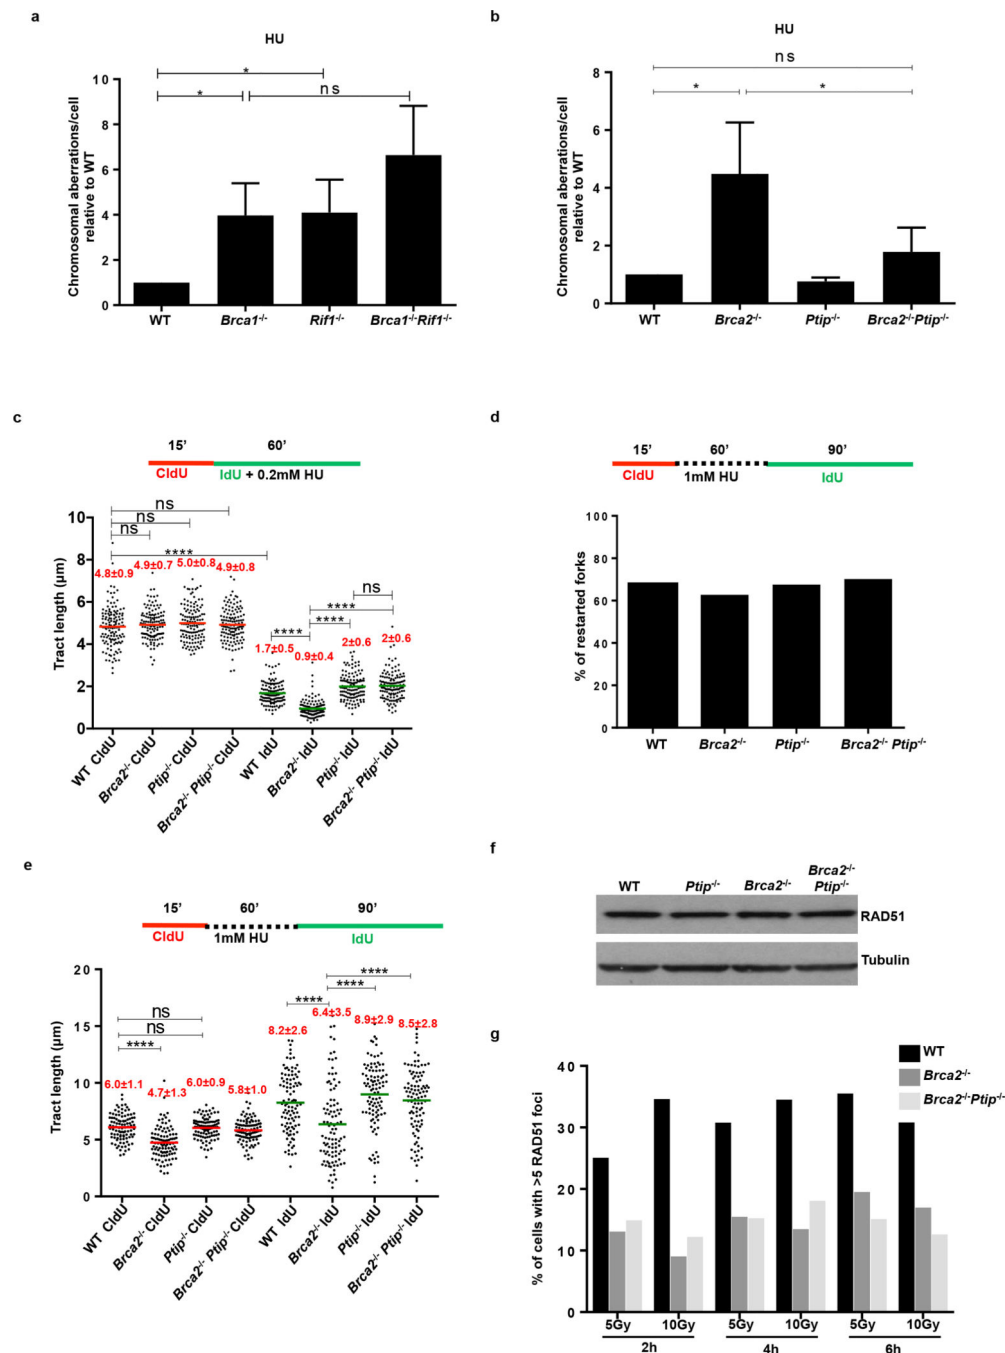 a
HU
Chromosomal aberrations/cell
relative to WT
10
8
6
4
2
0
*
*
ns
WT
Brca1-/-
Rif1-/-
Brca1-/-Rif1-/-
b
HU
Chromosomal aberrations/cell
relative to WT
8
6
4
2
0
ns
*
*
WT
Brca2-/-
Ptip-/-
Brca2-/-Ptip-/-
c
15’ 60’
CldU IdU + 0.2mM HU
Tract length (µm)
10
8
6
4
2
0
ns
ns
ns
****
4.8±0.9 4.9±0.7 5.0±0.8 4.9±0.8
ns
****
****
****
1.7±0.5 0.9±0.4 2±0.6 2±0.6
WT CldU
Brca2-/- CldU
Ptip-/- CldU
Brca2-/- Ptip-/- CldU
WT IdU
Brca2-/- IdU
Ptip-/- IdU
Brca2-/- Ptip-/- IdU
d
15’ 60’ 90’
CldU 1mM HU IdU
% of restarted forks
100
80
60
40
20
0
WT
Brca2-/-
Ptip-/-
Brca2-/- Ptip-/-
e
15’ 60’ 90’
CldU 1mM HU IdU
Tract length (µm)
20
15
10
5
0
ns
ns
****
6.0±1.1 4.7±1.3 6.0±0.9 5.8±1.0
****
****
****
8.2±2.6 6.4±3.5 8.9±2.9 8.5±2.8
WT CldU
Brca2-/- CldU
Ptip-/- CldU
Brca2-/- Ptip-/- CldU
WT IdU
Brca2-/- IdU
Ptip-/- IdU
Brca2-/- Ptip-/- IdU
f
WT
Ptip-/-
Brca2-/-
Brca2-/-
Ptip-/-
RAD51
Tubulin
g
WT
Brca2-/-
Brca2-/-Ptip-/-
% of cells with >5 RAD51 foci
40
30
20
10
0
5Gy 10Gy 5Gy 10Gy 5Gy 10Gy
2h 4h 6h